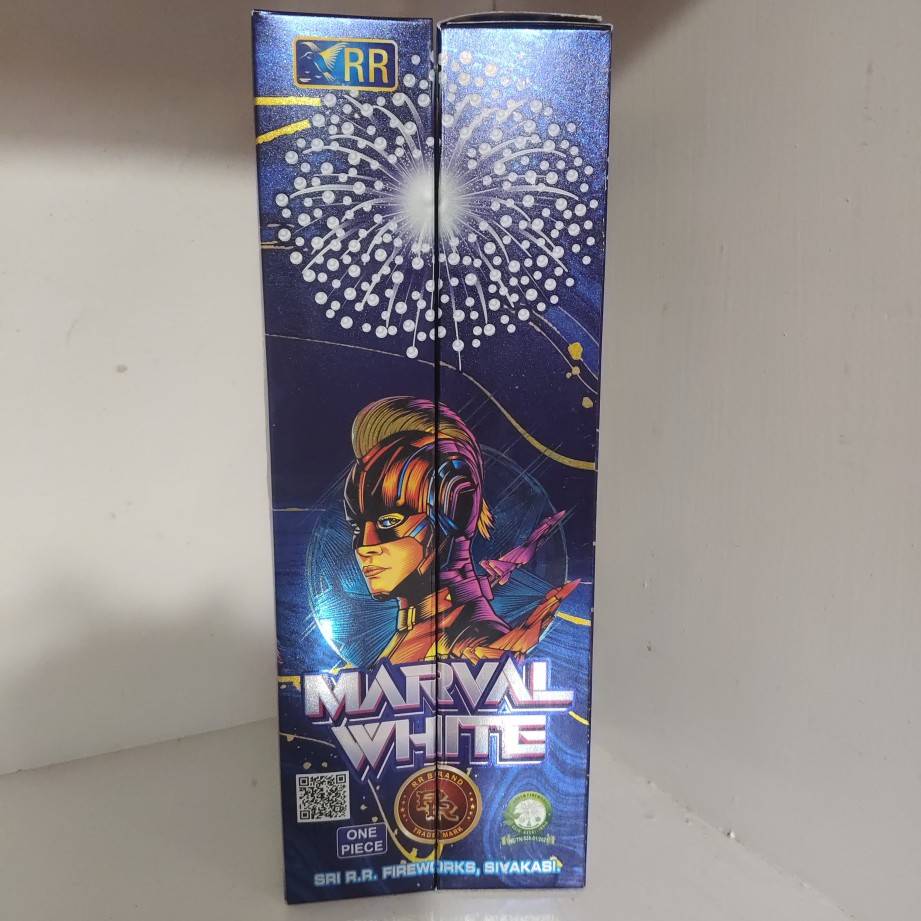 RR
MARVAL
WHITE
RR BRAND
TRADE MARK
ONE
PIECE
SRI R.R. FIREWORKS, SIVAKASI.